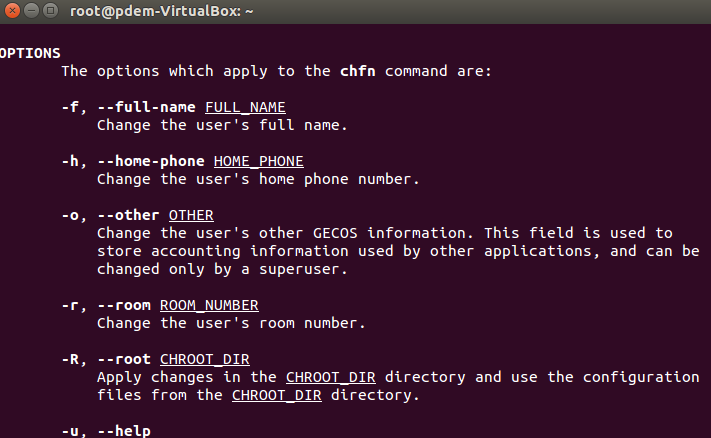 root@pdem-VirtualBox: ~
OPTIONS
The options which apply to the chfn command are:
-f, --full-name FULL_NAME
Change the user's full name.
-h, --home-phone HOME_PHONE
Change the user's home phone number.
-o, --other OTHER
Change the user's other GECOS information. This field is used to
store accounting information used by other applications, and can be
changed only by a superuser.
-r, --room ROOM_NUMBER
Change the user's room number.
-R, --root CHROOT_DIR
Apply changes in the CHROOT_DIR directory and use the configuration
files from the CHROOT_DIR directory.
-u, --help